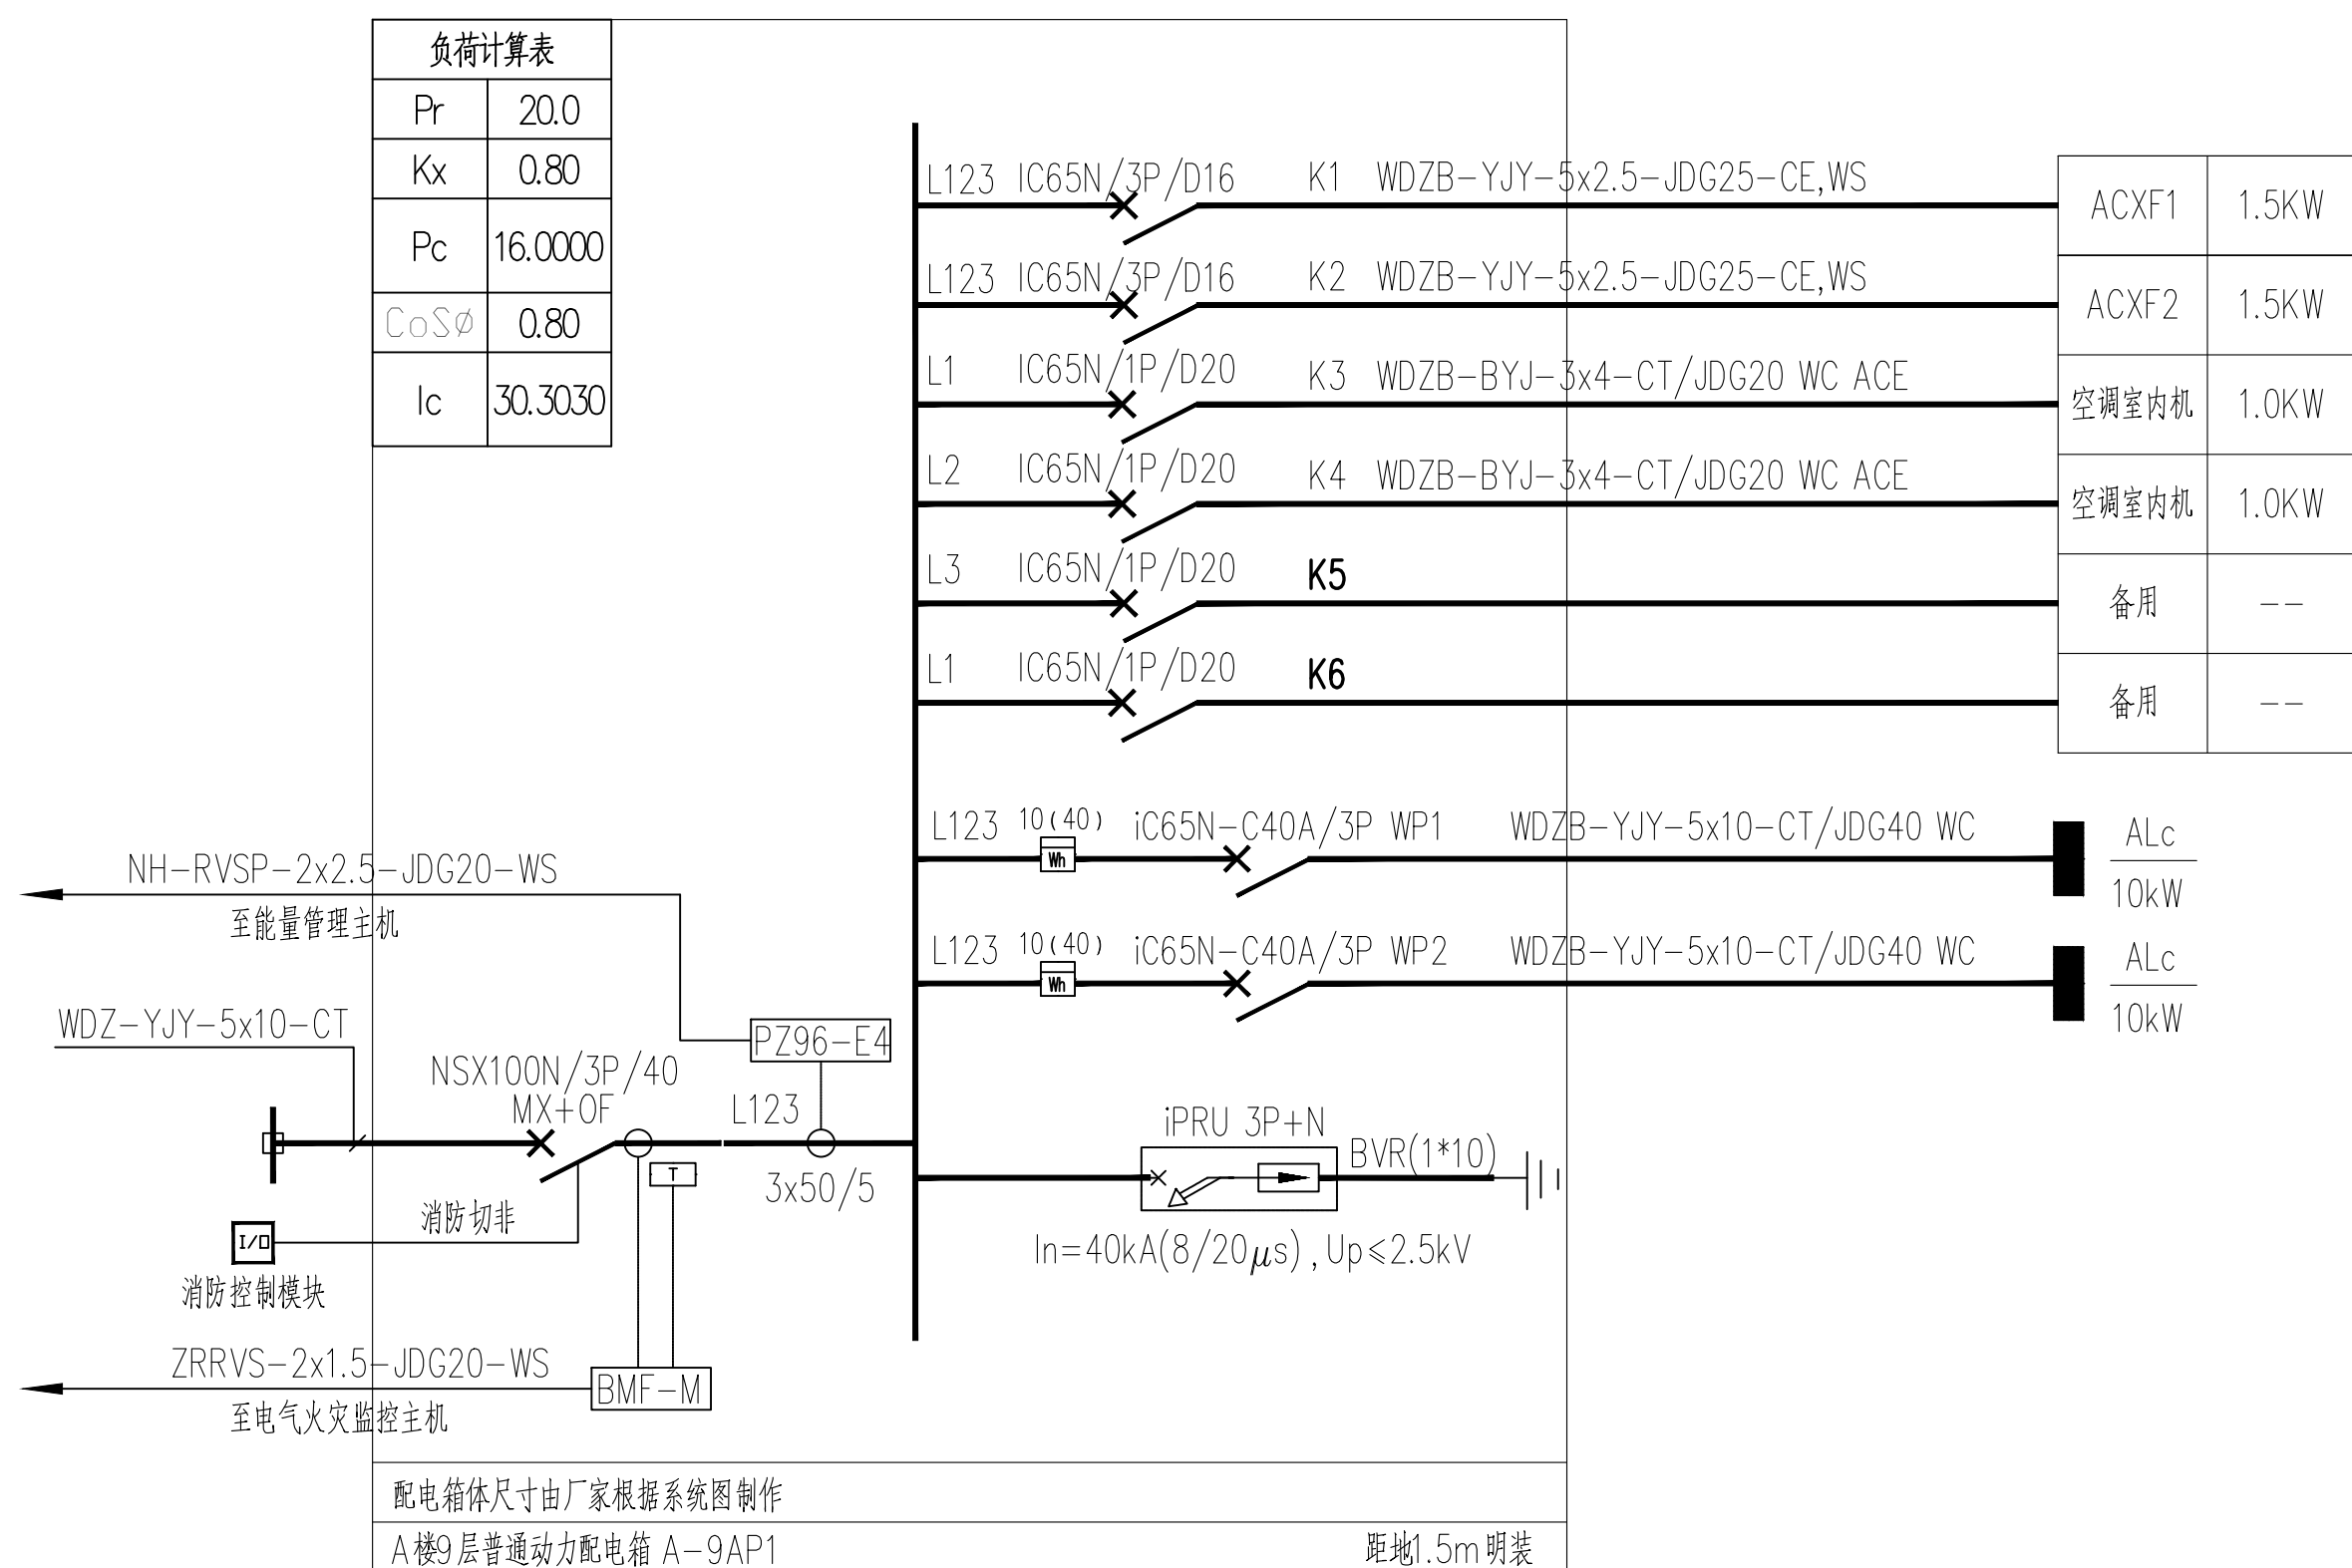 负荷计算表
Pr 20.0
Kx 0.80
Pc 16.0000
CoSø 0.80
Ic 30.3030
L123 IC65N/3P/D16 K1 WDZB-YJY-5x2.5-JDG25-CE,WS ACXF1 1.5KW
L123 IC65N/3P/D16 K2 WDZB-YJY-5x2.5-JDG25-CE,WS ACXF2 1.5KW
L1 IC65N/1P/D20 K3 WDZB-BYJ-3x4-CT/JDG20 WC ACE 空调室内机 1.0KW
L2 IC65N/1P/D20 K4 WDZB-BYJ-3x4-CT/JDG20 WC ACE 空调室内机 1.0KW
L3 IC65N/1P/D20 K5 备用 --
L1 IC65N/1P/D20 K6 备用 --
L123 10(40) Wh iC65N-C40A/3P WP1 WDZB-YJY-5x10-CT/JDG40 WC ALc
10kW
L123 10(40) Wh iC65N-C40A/3P WP2 WDZB-YJY-5x10-CT/JDG40 WC ALc
10kW
NH-RVSP-2x2.5-JDG20-WS
至能量管理主机
WDZ-YJY-5x10-CT
PZ96-E4
NSX100N/3P/40
MX+OF
L123
3x50/5
T
iPRU 3P+N
BVR(1*10)
In=40kA(8/20μs),Up≤2.5kV
消防切非
I/O
消防控制模块
ZRRVS-2x1.5-JDG20-WS
BMF-M
至电气火灾监控主机
配电箱体尺寸由厂家根据系统图制作
A楼9层普通动力配电箱 A-9AP1 距地1.5m明装